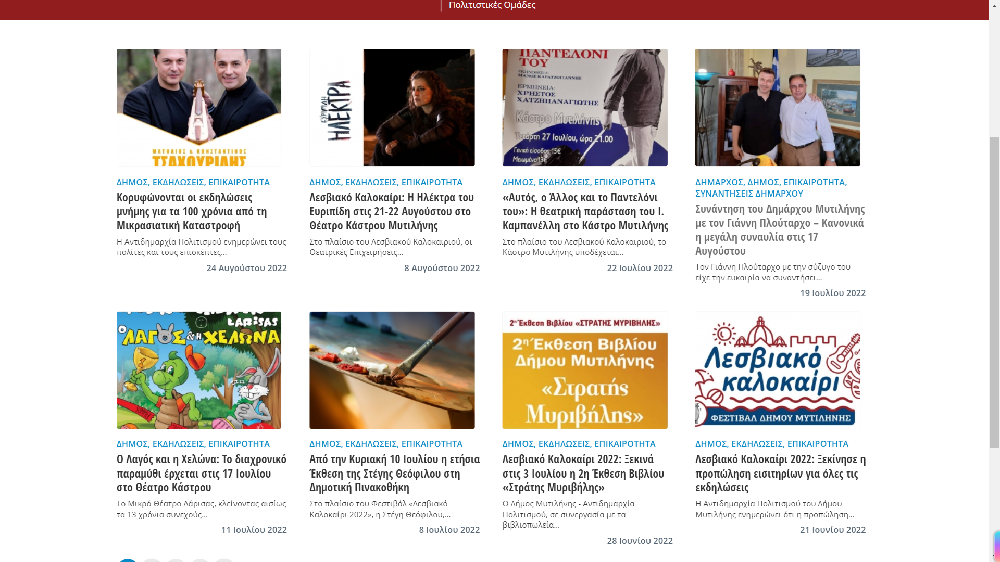 Πολιτιστικές Ομάδες
ΜΑΤΘΑΙΟΣ & ΚΩΝΣΤΑΝΤΙΝΟΣ
ΤΣΑΧΟΥΡΙΔΗΣ
ΔΗΜΟΣ, ΕΚΔΗΛΩΣΕΙΣ, ΕΠΙΚΑΙΡΟΤΗΤΑ
Κορυφώνονται οι εκδηλώσεις
μνήμης για τα 100 χρόνια από τη
Μικρασιατική Καταστροφή
Η Αντιδημαρχία Πολιτισμού ενημερώνει τους
πολίτες και τους επισκέπτες...
24 Αυγούστου 2022
ΕΥΡΙΠΙΔΗ
ΗΛΕΚΤΡΑ
ΔΗΜΟΣ, ΕΚΔΗΛΩΣΕΙΣ, ΕΠΙΚΑΙΡΟΤΗΤΑ
Λεσβιακό Καλοκαίρι: Η Ηλέκτρα του
Ευριπίδη στις 21-22 Αυγούστου στο
Θέατρο Κάστρου Μυτιλήνης
Στο πλαίσιο του Λεσβιακού Καλοκαιριού, οι
Θεατρικές Επιχειρήσεις...
8 Αυγούστου 2022
ΠΑΝΤΕΛΟΝΙ
ΤΟΥ
ΣΚΗΝΟΘΕΣΙΑ:
ΜΑΝΟΣ ΚΑΡΑΤΖΟΓΙΑΝΝΗΣ
ΕΡΜΗΝΕΙΑ:
ΧΡΗΣΤΟΣ
ΧΑΤΖΗΠΑΝΑΓΙΩΤΗΣ
Κάστρο Μυτιλήνης
Τετάρτη 27 Ιουλίου, ώρα 21.00
Γενική είσοδος 15€
Μειωμένο 13€
ΔΗΜΟΣ, ΕΚΔΗΛΩΣΕΙΣ, ΕΠΙΚΑΙΡΟΤΗΤΑ
«Αυτός, ο Άλλος και το Παντελόνι
του»: Η θεατρική παράσταση του Ι.
Καμπανέλλη στο Κάστρο Μυτιλήνης
Στο πλαίσιο του Λεσβιακού Καλοκαιριού, το
Κάστρο Μυτιλήνης υποδέχεται...
22 Ιουλίου 2022
ΔΗΜΑΡΧΟΣ, ΔΗΜΟΣ, ΕΠΙΚΑΙΡΟΤΗΤΑ,
ΣΥΝΑΝΤΗΣΕΙΣ ΔΗΜΑΡΧΟΥ
Συνάντηση του Δημάρχου Μυτιλήνης
με τον Γιάννη Πλούταρχο – Κανονικά
η μεγάλη συναυλία στις 17
Αυγούστου
Τον Γιάννη Πλούταρχο με την σύζυγο του
είχε την ευκαιρία να συναντήσει...
19 Ιουλίου 2022
LARISAS
Ο ΛΑΓΟΣ & Η ΧΕΛΩΝΑ
ZZZ
SUMMER
ΔΗΜΟΣ, ΕΚΔΗΛΩΣΕΙΣ, ΕΠΙΚΑΙΡΟΤΗΤΑ
Ο Λαγός και η Χελώνα: Το διαχρονικό
παραμύθι έρχεται στις 17 Ιουλίου
στο Θέατρο Κάστρου
Το Μικρό Θέατρο Λάρισας, κλείνοντας αισίως
τα 13 χρόνια συνεχούς...
11 Ιουλίου 2022
ΔΗΜΟΣ, ΕΚΔΗΛΩΣΕΙΣ, ΕΠΙΚΑΙΡΟΤΗΤΑ
Από την Κυριακή 10 Ιουλίου η ετήσια
Έκθεση της Στέγης Θεόφιλου στη
Δημοτική Πινακοθήκη
Στο πλαίσιο του Φεστιβάλ «Λεσβιακό
Καλοκαίρι 2022», η Στέγη Θεόφιλου,...
8 Ιουλίου 2022
2η Έκθεση Βιβλίου «ΣΤΡΑΤΗΣ ΜΥΡΙΒΗΛΗΣ»
2η Έκθεση Βιβλίου
Δήμου Μυτιλήνης
«Στρατής
Μυριβήλης»
ΔΗΜΟΣ, ΕΚΔΗΛΩΣΕΙΣ, ΕΠΙΚΑΙΡΟΤΗΤΑ
Λεσβιακό Καλοκαίρι 2022: Ξεκινά
στις 3 Ιουλίου η 2η Έκθεση Βιβλίου
«Στράτης Μυριβήλης»
Ο Δήμος Μυτιλήνης - Αντιδημαρχία
Πολιτισμού, σε συνεργασία με τα
βιβλιοπωλεία...
28 Ιουνίου 2022
Λεσβιακό
καλοκαίρι
ΦΕΣΤΙΒΑΛ ΔΗΜΟΥ ΜΥΤΙΛΗΝΗΣ
ΔΗΜΟΣ, ΕΚΔΗΛΩΣΕΙΣ, ΕΠΙΚΑΙΡΟΤΗΤΑ
Λεσβιακό Καλοκαίρι 2022: Ξεκίνησε η
προπώληση εισιτηρίων για όλες τις
εκδηλώσεις
Η Αντιδημαρχία Πολιτισμού του Δήμου
Μυτιλήνης ενημερώνει ότι η προπώληση...
21 Ιουνίου 2022